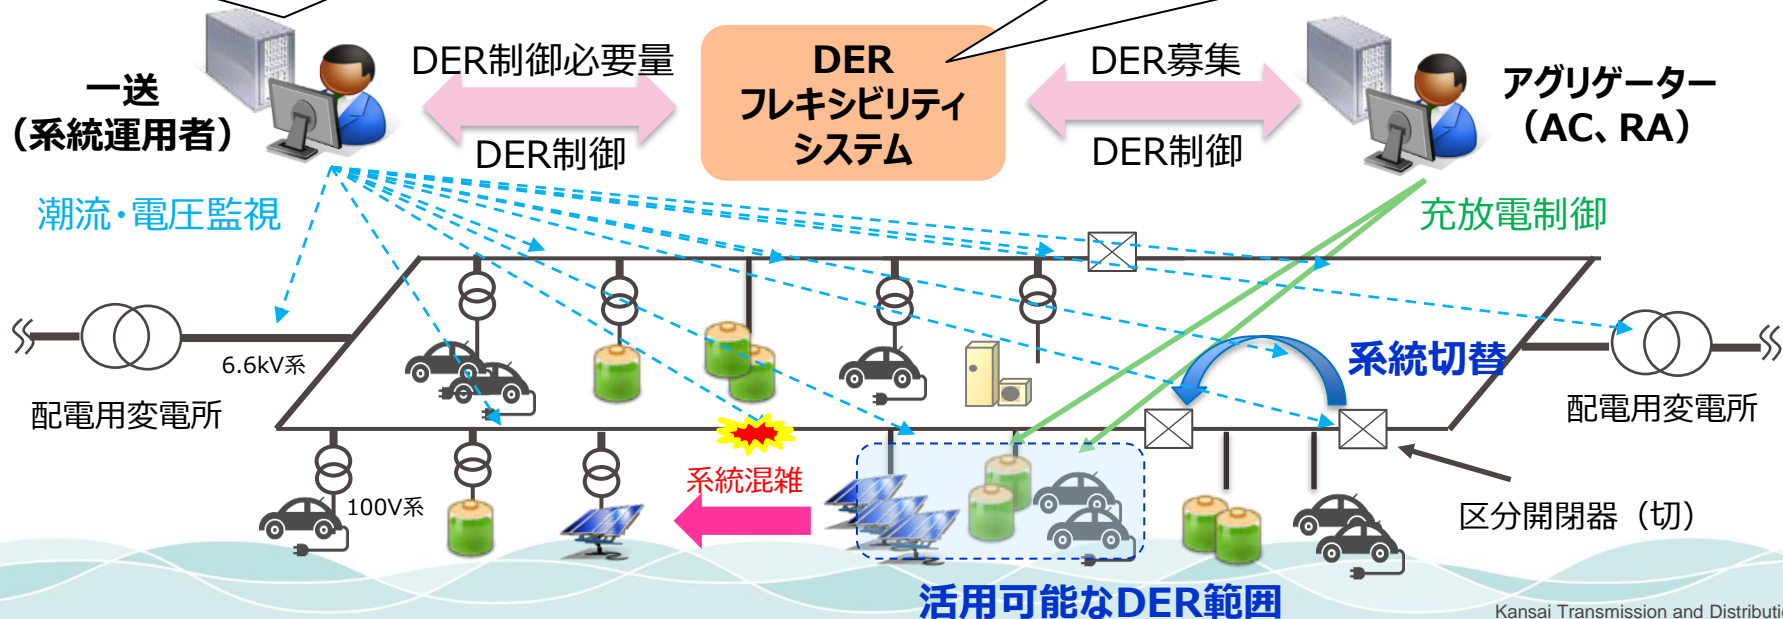 一送
（系統運用者）
DER制御必要量
DER制御
DER
フレキシビリティ
システム
DER募集
DER制御
アグリゲーター
（AC、RA）
潮流・電圧監視
充放電制御
6.6kV系
系統切替
配電用変電所
配電用変電所
系統混雑
100V系
区分開閉器（切）
活用可能なDER範囲
Kansai Transmission and Distributio